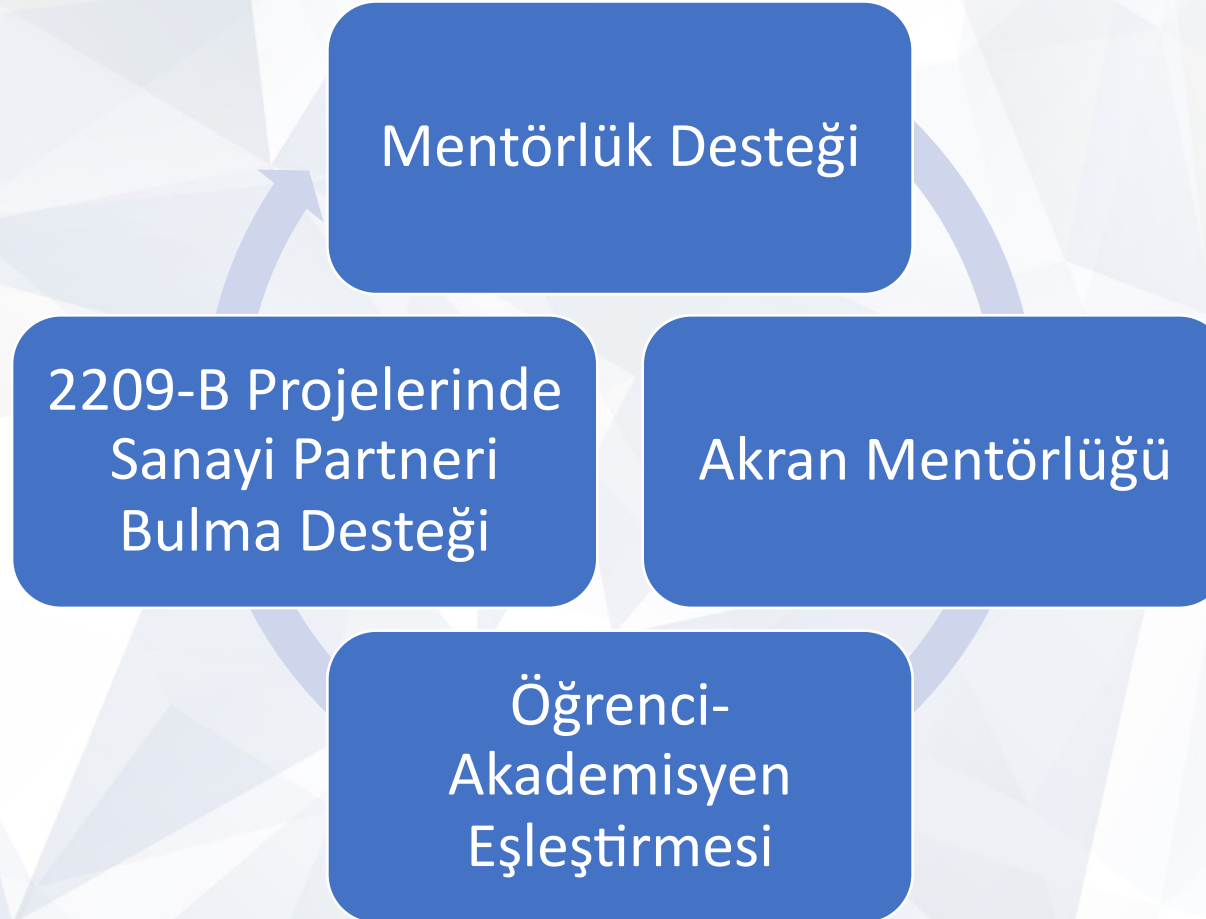 Mentörlük Desteği
2209-B Projelerinde
Sanayi Partneri
Bulma Desteği
Akran Mentörlüğü
Öğrenci-
Akademisyen
Eşleştirmesi